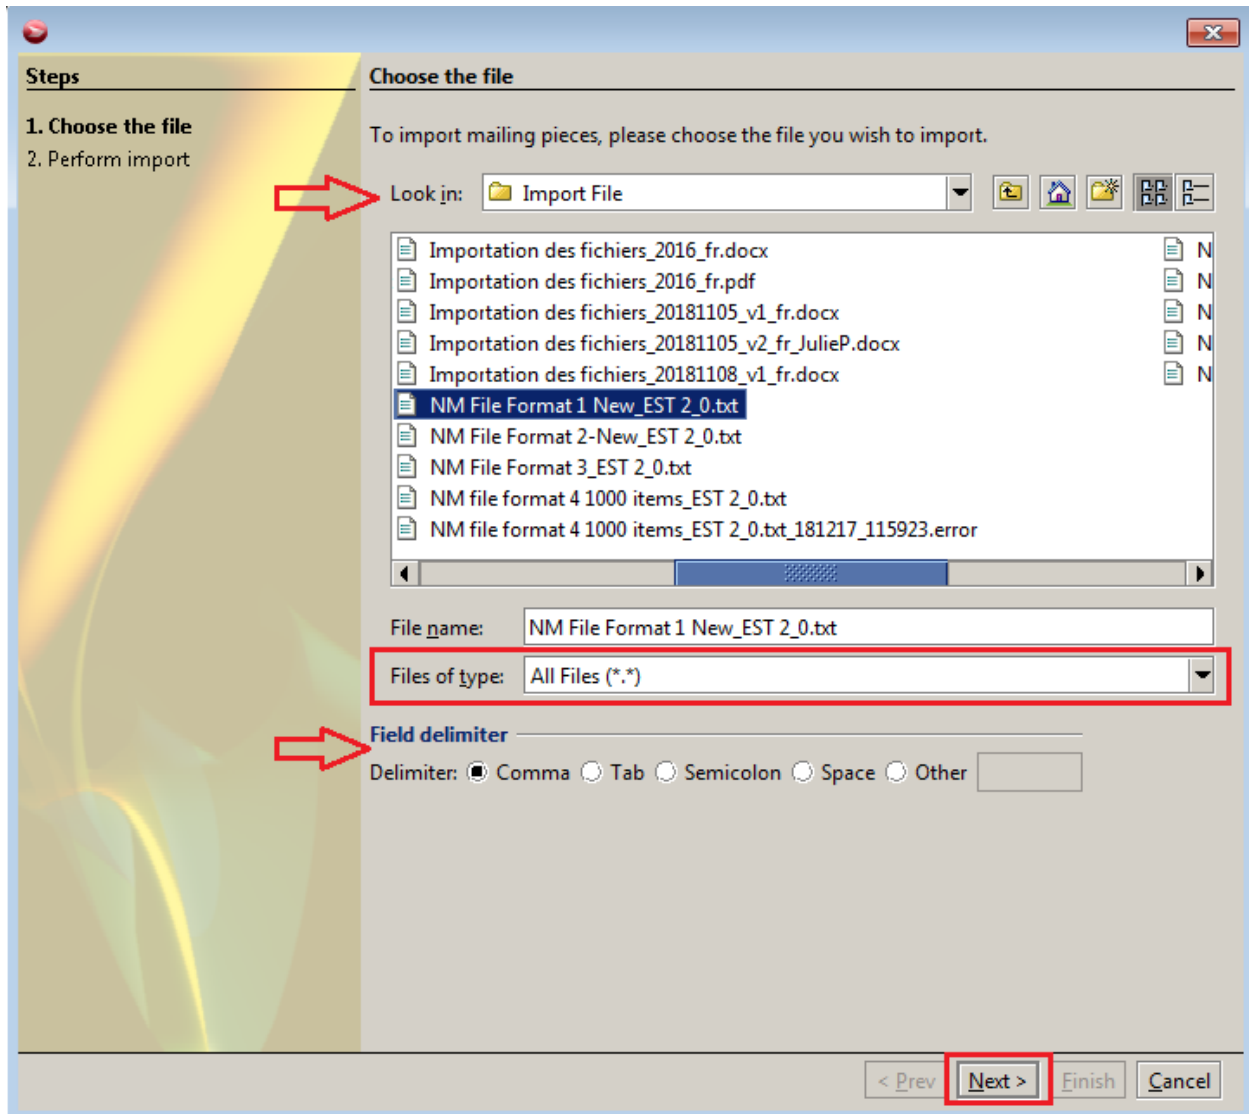 Steps
1. Choose the file
2. Perform import
Choose the file
To import mailing pieces, please choose the file you wish to import.
Look in: Import File
Importation des fichiers_2016_fr.docx N
Importation des fichiers_2016_fr.pdf N
Importation des fichiers_20181105_v1_fr.docx N
Importation des fichiers_20181105_v2_fr_JulieP.docx N
Importation des fichiers_20181108_v1_fr.docx N
NM File Format 1 New_EST 2_0.txt
NM File Format 2-New_EST 2_0.txt
NM File Format 3_EST 2_0.txt
NM file format 4 1000 items_EST 2_0.txt
NM file format 4 1000 items_EST 2_0.txt_181217_115923.error
File name: NM File Format 1 New_EST 2_0.txt
Files of type: All Files (*.*)
Field delimiter
Delimiter: Comma Tab Semicolon Space Other
< Prev Next > Finish Cancel